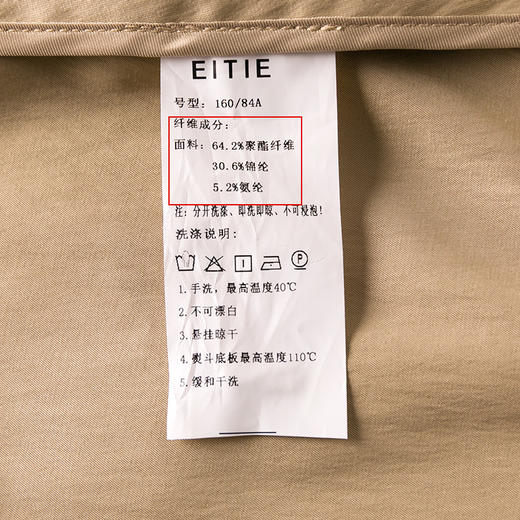 EITIE
号型: 160/84A
纤维成分:
面料: 64.2%聚酯纤维
30.6%锦纶
5.2%氨纶
注: 分开洗涤、即洗即晾、不可浸泡!
洗涤说明:
P
1.手洗，最高温度40℃
2.不可漂白
3.悬挂晾干
4.熨斗底板最高温度110℃
5.缓和干洗